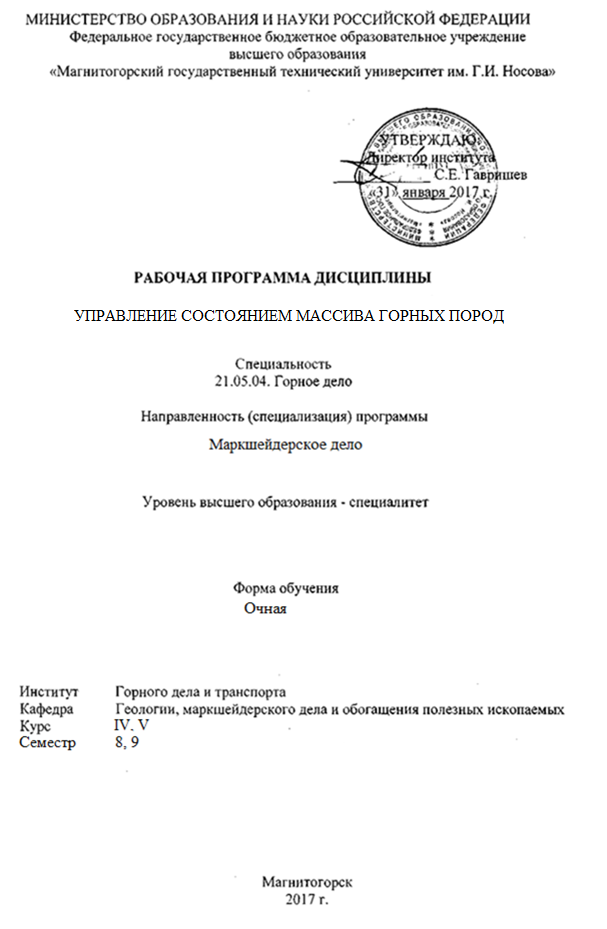 МИНИСТЕРСТВО ОБРАЗОВАНИЯ И НАУКИ РОССИЙСКОЙ ФЕДЕРАЦИИ
Федеральное государственное бюджетное образовательное учреждение
высшего образования
«Магнитогорский государственный технический университет им. Г.И. Носова»
УТВЕРЖДАЮ
Директор института
С.Е. Гавришев
«31» января 2017 г.
РАБОЧАЯ ПРОГРАММА ДИСЦИПЛИНЫ
УПРАВЛЕНИЕ СОСТОЯНИЕМ МАССИВА ГОРНЫХ ПОРОД
Специальность
21.05.04. Горное дело
Направленность (специализация) программы
Маркшейдерское дело
Уровень высшего образования - специалитет
Форма обучения
Очная
Институт Горного дела и транспорта
Кафедра Геологии, маркшейдерского дела и обогащения полезных ископаемых
Курс IV. V
Семестр 8, 9
Магнитогорск
2017 г.